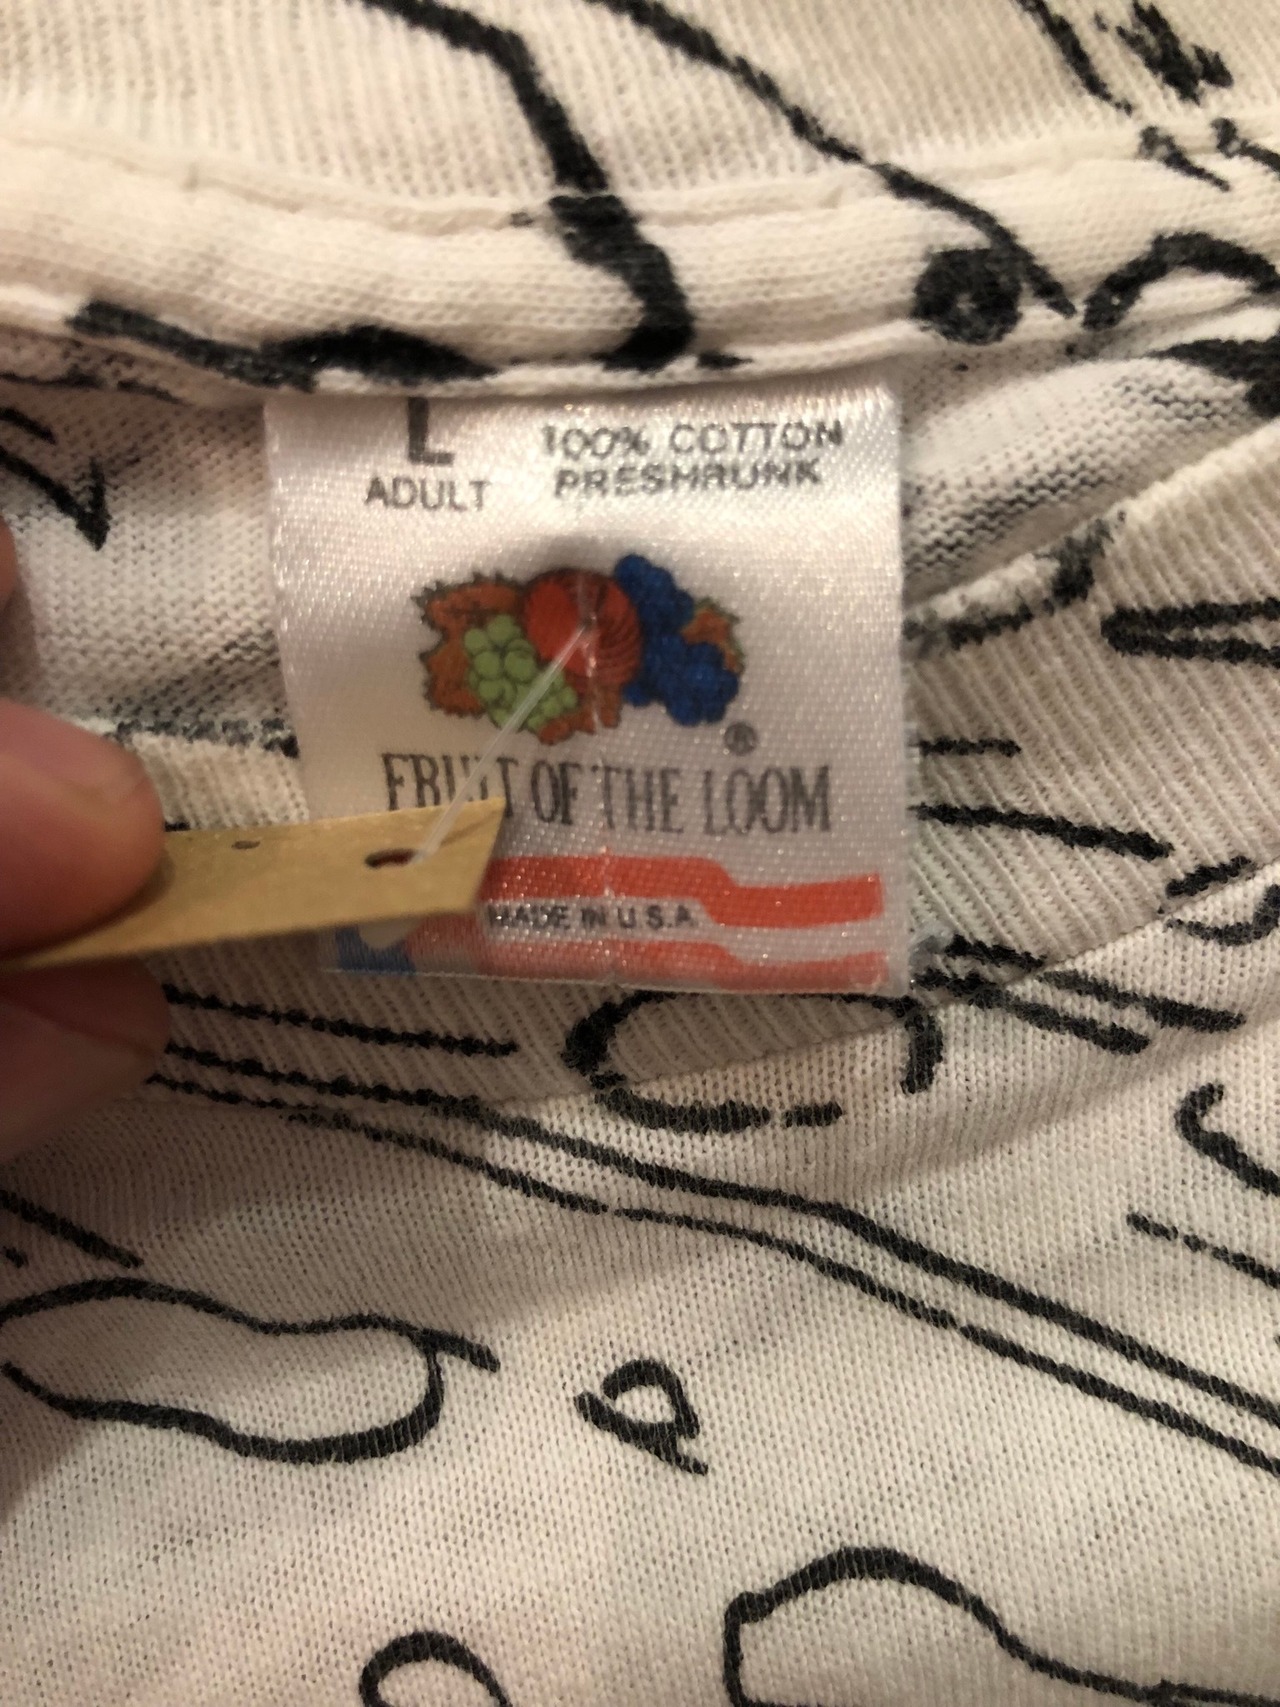 L
ADULT
100% COTTON
PRESHRUNK
®
FRUIT OF THE LOOM
MADE IN U.S.A.